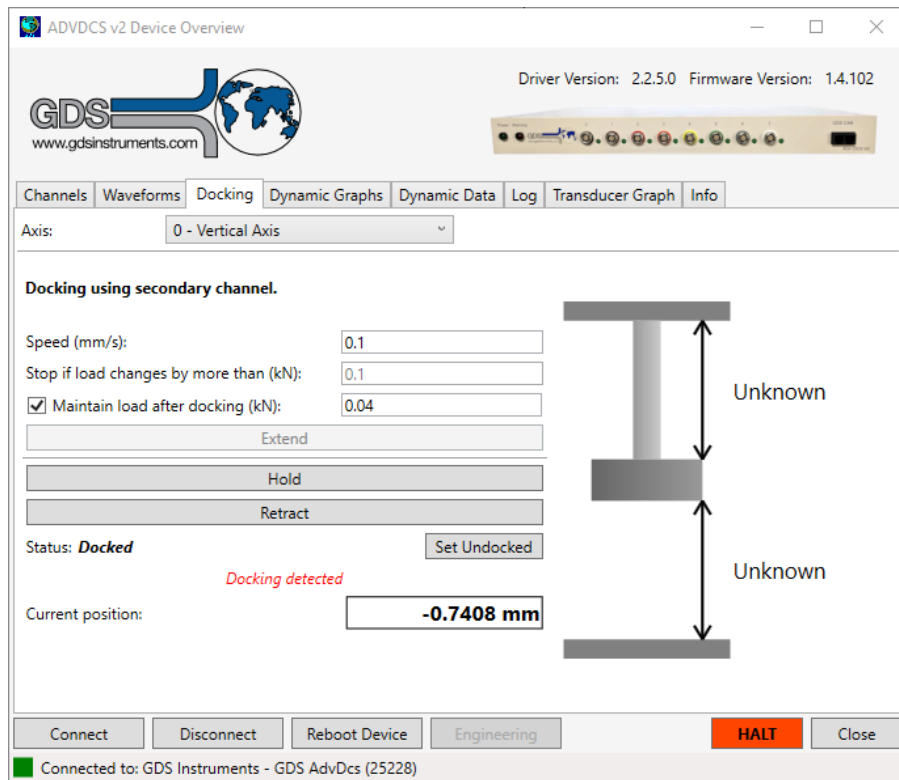 ADVDCS v2 Device Overview
Driver Version: 2.2.5.0 Firmware Version: 1.4.102
GDS
www.gdsinstruments.com
Channels Waveforms Docking Dynamic Graphs Dynamic Data Log Transducer Graph Info
Axis: 0 - Vertical Axis
Docking using secondary channel.
Speed (mm/s): 0.1
Stop if load changes by more than (kN): 0.1
Maintain load after docking (kN): 0.04
Extend
Hold
Retract
Status: Docked Set Undocked
Docking detected
Current position: -0.7408 mm
Unknown
Unknown
Connect Disconnect Reboot Device Engineering HALT Close
Connected to: GDS Instruments - GDS AdvDcs (25228)